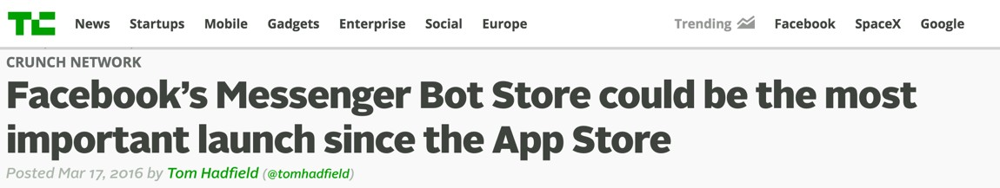 TC News Startups Mobile Gadgets Enterprise Social Europe Trending Facebook SpaceX Google
CRUNCH NETWORK
Facebook’s Messenger Bot Store could be the most
important launch since the App Store
Posted Mar 17, 2016 by Tom Hadfield (@tomhadfield)